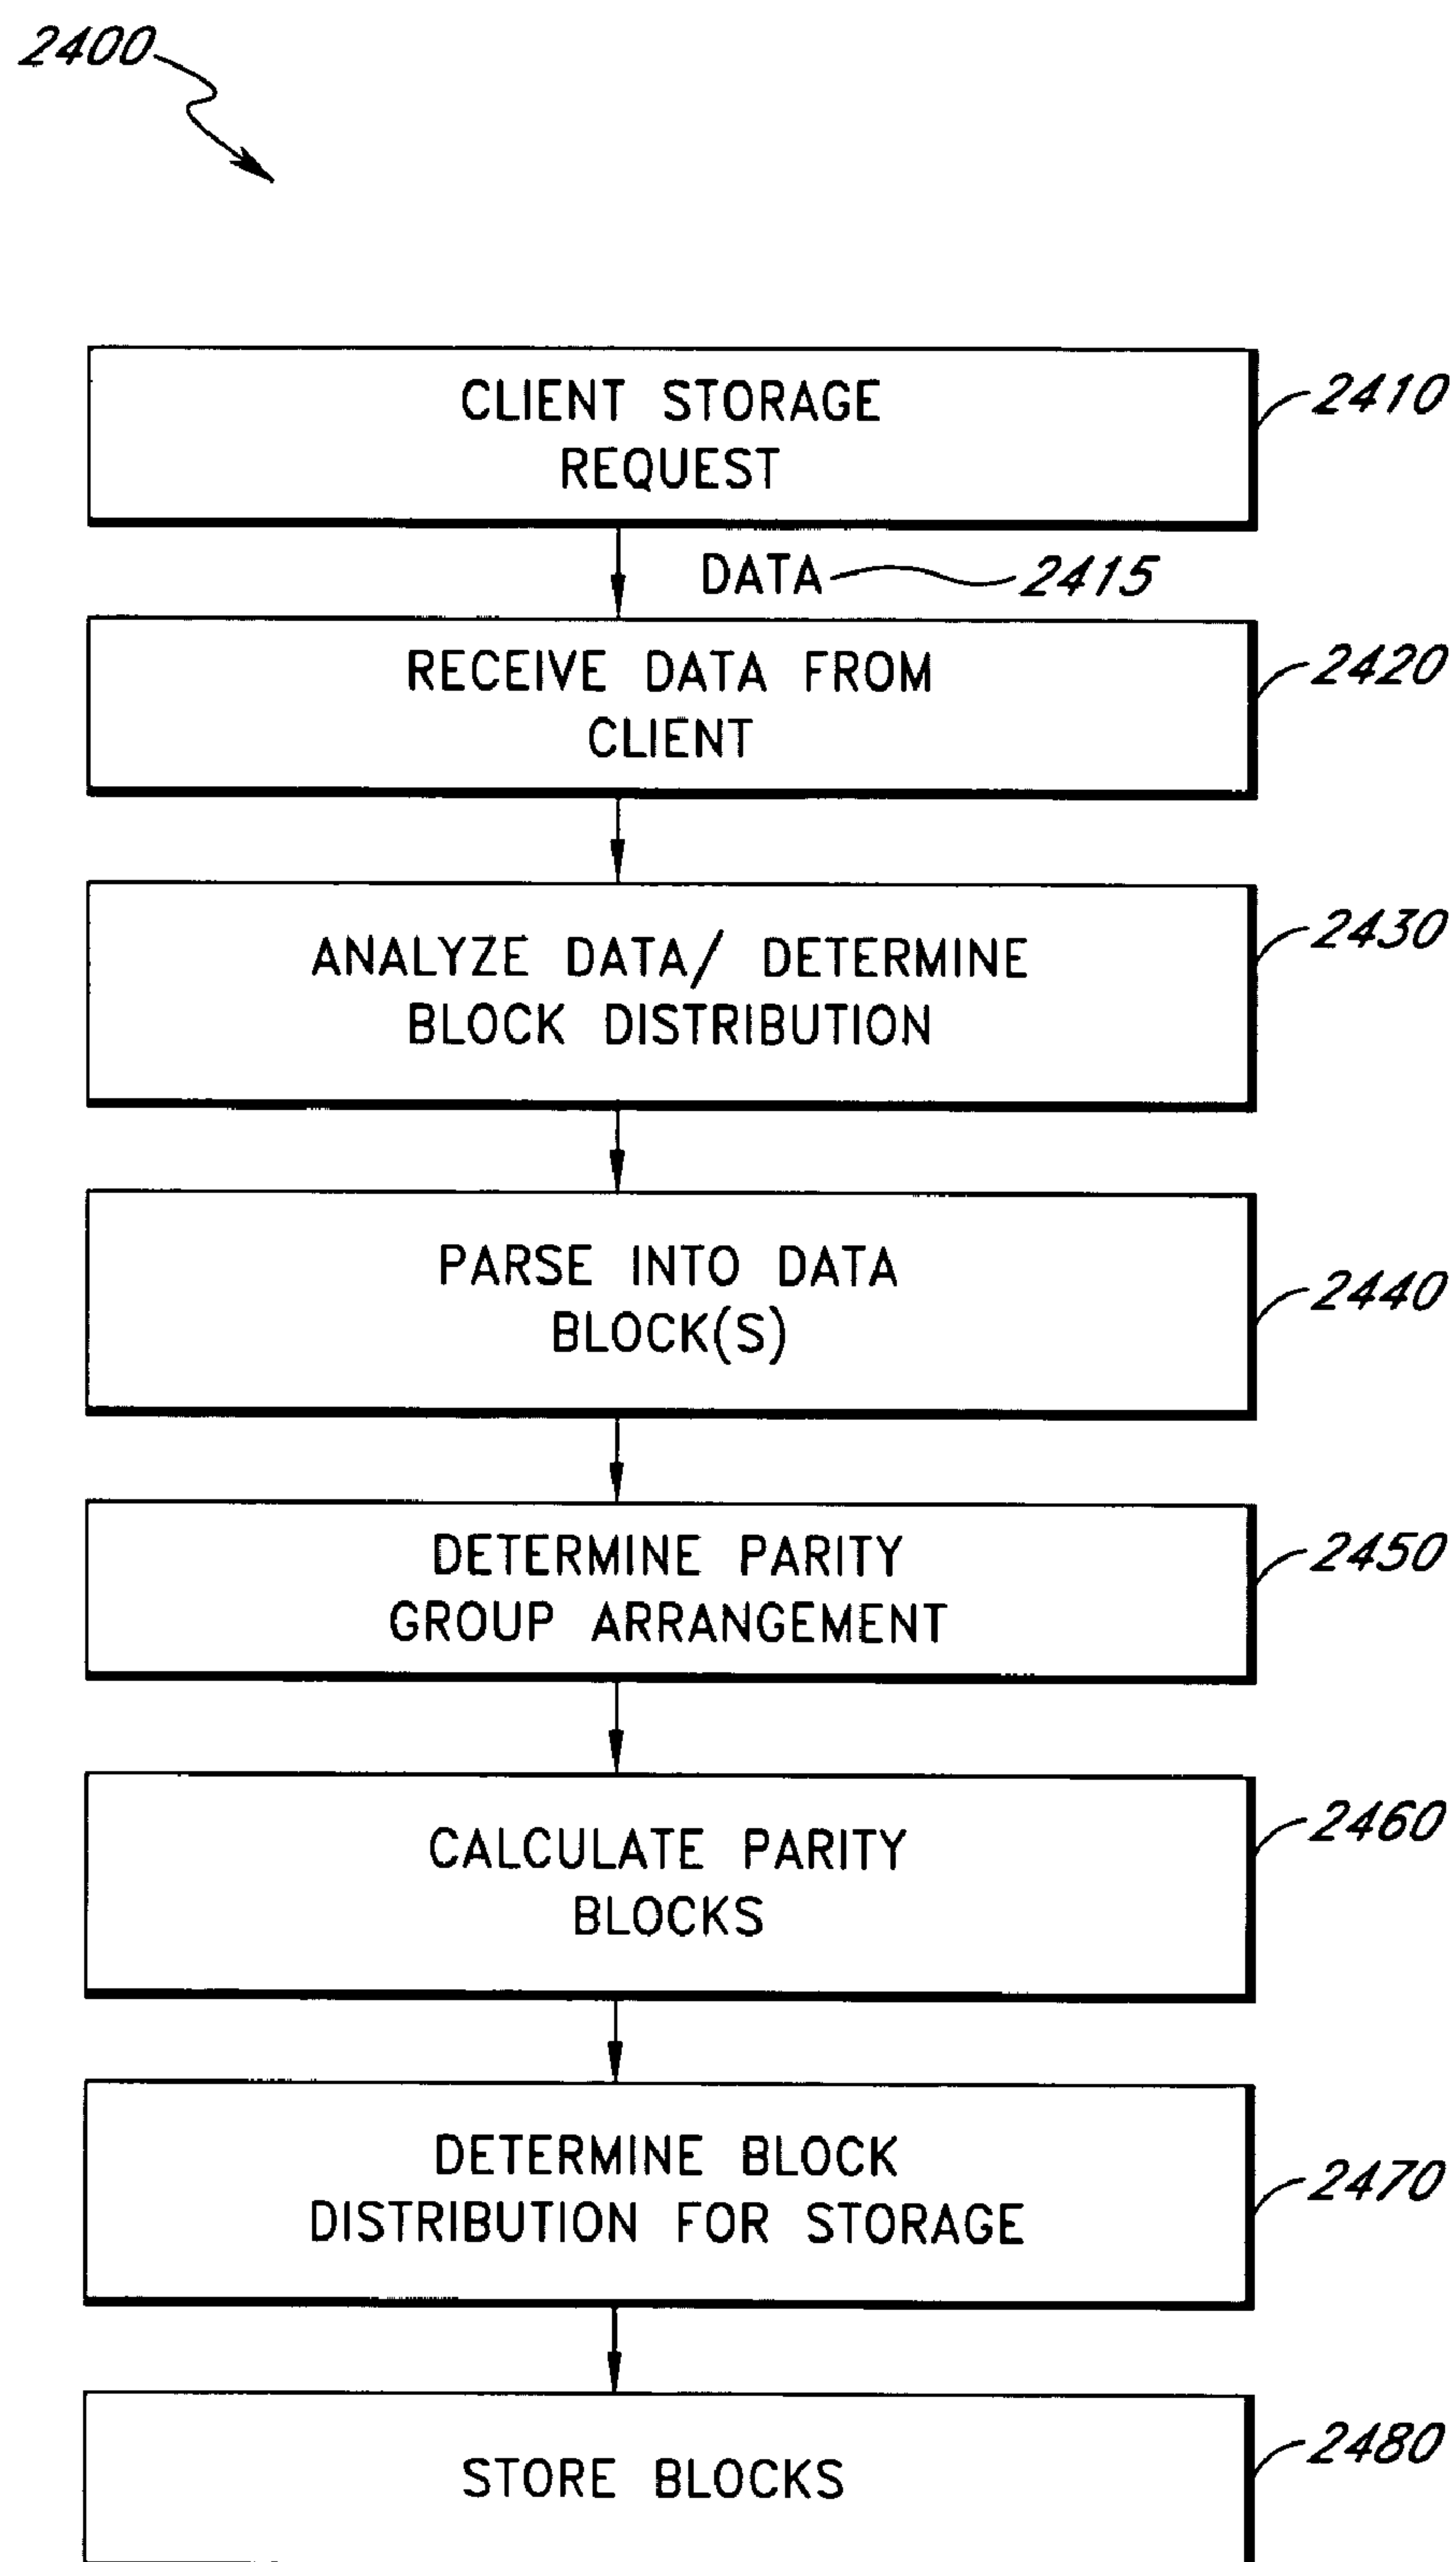 2400
CLIENT STORAGE
REQUEST
2410
DATA 2415
RECEIVE DATA FROM
CLIENT
2420
ANALYZE DATA/ DETERMINE
BLOCK DISTRIBUTION
2430
PARSE INTO DATA
BLOCK(S)
2440
DETERMINE PARITY
GROUP ARRANGEMENT
2450
CALCULATE PARITY
BLOCKS
2460
DETERMINE BLOCK
DISTRIBUTION FOR STORAGE
2470
STORE BLOCKS
2480